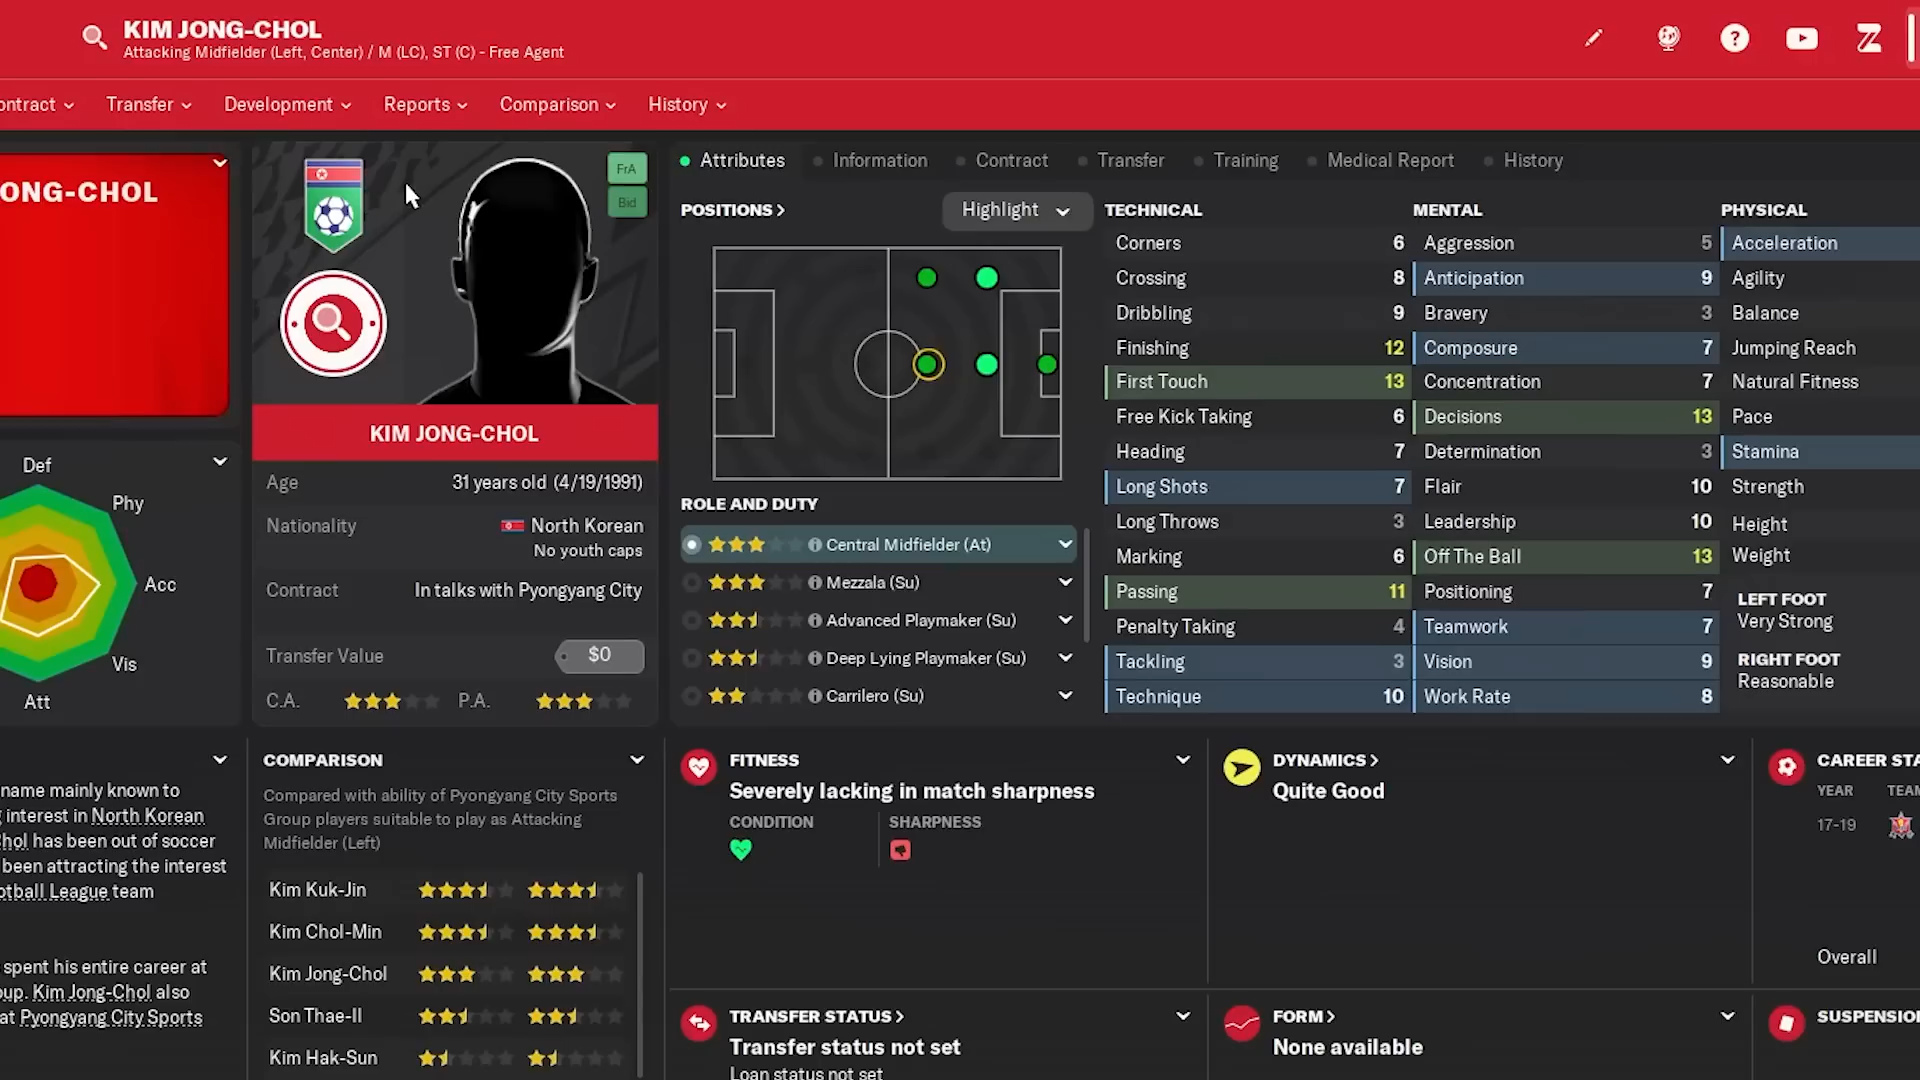 KIM JONG-CHOL
Attacking Midfielder (Left, Center) / M (LC), ST (C) - Free Agent
ontract
Transfer
Development
Reports
Comparison
History
ONG-CHOL
FrA
Bid
KIM JONG-CHOL
Age 31 years old (4/19/1991)
Nationality North Korean
No youth caps
Contract In talks with Pyongyang City
Transfer Value $0
C.A. P.A.
Def
Phy
Acc
Vis
Att
Attributes
Information
Contract
Transfer
Training
Medical Report
History
POSITIONS
Highlight
ROLE AND DUTY
Central Midfielder (At)
Mezzala (Su)
Advanced Playmaker (Su)
Deep Lying Playmaker (Su)
Carrilero (Su)
TECHNICAL
Corners 6
Crossing 8
Dribbling 9
Finishing 12
First Touch 13
Free Kick Taking 6
Heading 7
Long Shots 7
Long Throws 3
Marking 6
Passing 11
Penalty Taking 4
Tackling 3
Technique 10
MENTAL
Aggression 5
Anticipation 9
Bravery 3
Composure 7
Concentration 7
Decisions 13
Determination 3
Flair 10
Leadership 10
Off The Ball 13
Positioning 7
Teamwork 7
Vision 9
Work Rate 8
PHYSICAL
Acceleration
Agility
Balance
Jumping Reach
Natural Fitness
Pace
Stamina
Strength
Height
Weight
LEFT FOOT
Very Strong
RIGHT FOOT
Reasonable
name mainly known to
interest in North Korean
hol has been out of soccer
been attracting the interest
otball League team
spent his entire career at
oup. Kim Jong-Chol also
at Pyongyang City Sports
COMPARISON
Compared with ability of Pyongyang City Sports
Group players suitable to play as Attacking
Midfielder (Left)
Kim Kuk-Jin
Kim Chol-Min
Kim Jong-Chol
Son Thae-Il
Kim Hak-Sun
FITNESS
Severely lacking in match sharpness
CONDITION
SHARPNESS
DYNAMICS
Quite Good
CAREER STA
YEAR TEAM
17-19
Overall
TRANSFER STATUS
Transfer status not set
Loan status not set
FORM
None available
SUSPENSION